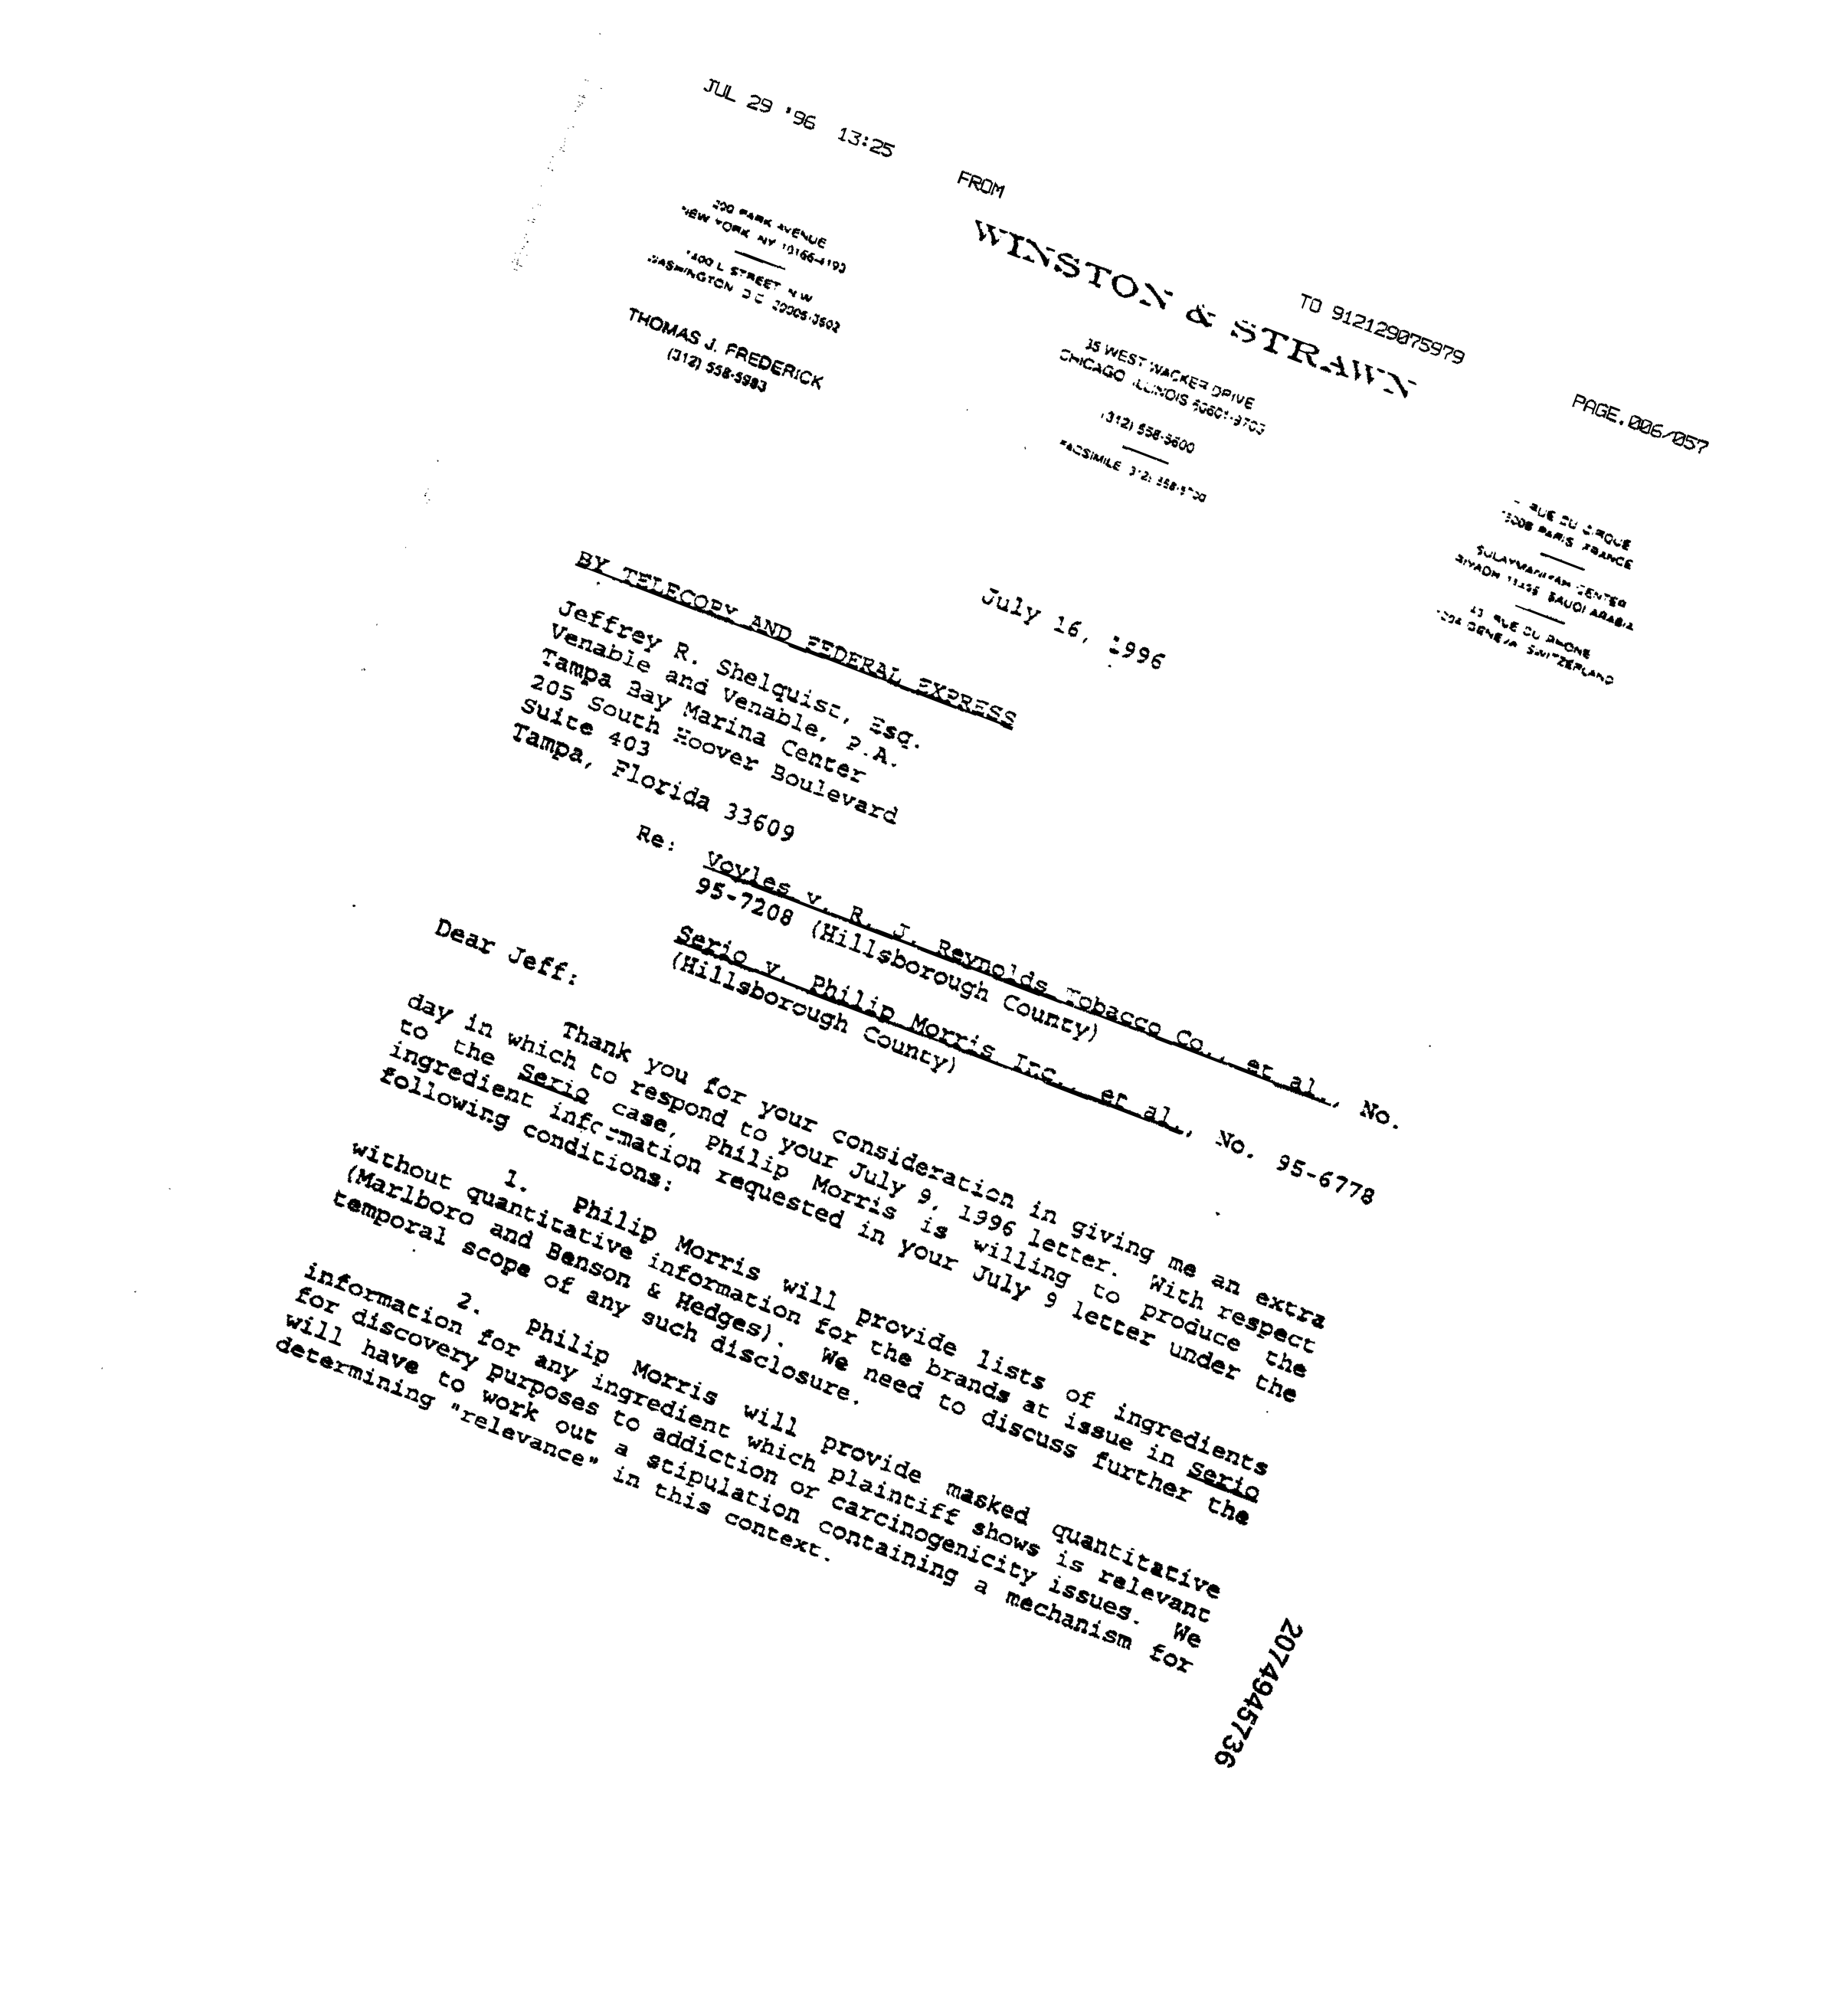 JUL 29 '96 13:25 FROM TO 912129075979 PAGE.006/057
WINSTON & STRAWN
200 PARK AVENUE
NEW YORK NY 10166-4193
1400 L STREET N W
WASHINGTON D C 20005-3502
THOMAS J. FREDERICK
(312) 558-5983
35 WEST WACKER DRIVE
CHICAGO ILLINOIS 60601-9703
(312) 558-5600
FACSIMILE (312) 558-5700
RUE DU CIRQUE
75008 PARIS FRANCE
SULAYMANIYAH CENTER
RIYADH SAUDI ARABIA
43 RUE DU RHONE
1204 GENEVA SWITZERLAND
July 16, 1996
BY TELECOPY AND FEDERAL EXPRESS
Jeffrey R. Shelquist, Esq.
Venable and Venable, P.A.
Tampa Bay Marina Center
205 South Hoover Boulevard
Suite 403
Tampa, Florida 33609
Re: Voyles v. R. J. Reynolds Tobacco Co., et al., No.
95-7208 (Hillsborough County)
Serio v. Philip Morris Inc., et al., No. 95-6778
(Hillsborough County)
Dear Jeff:
Thank you for your consideration in giving me an extra
day in which to respond to your July 9, 1996 letter. With respect
to the Serio case, Philip Morris is willing to produce the
ingredient information requested in your July 9 letter under the
following conditions:
1. Philip Morris will provide lists of ingredients
without quantitative information for the brands at issue in Serio
(Marlboro and Benson & Hedges). We need to discuss further the
temporal scope of any such disclosure.
2. Philip Morris will provide masked quantitative
information for any ingredient which plaintiff shows is relevant
for discovery purposes to addiction or carcinogenicity issues. We
will have to work out a stipulation containing a mechanism for
determining "relevance" in this context.
2074945736